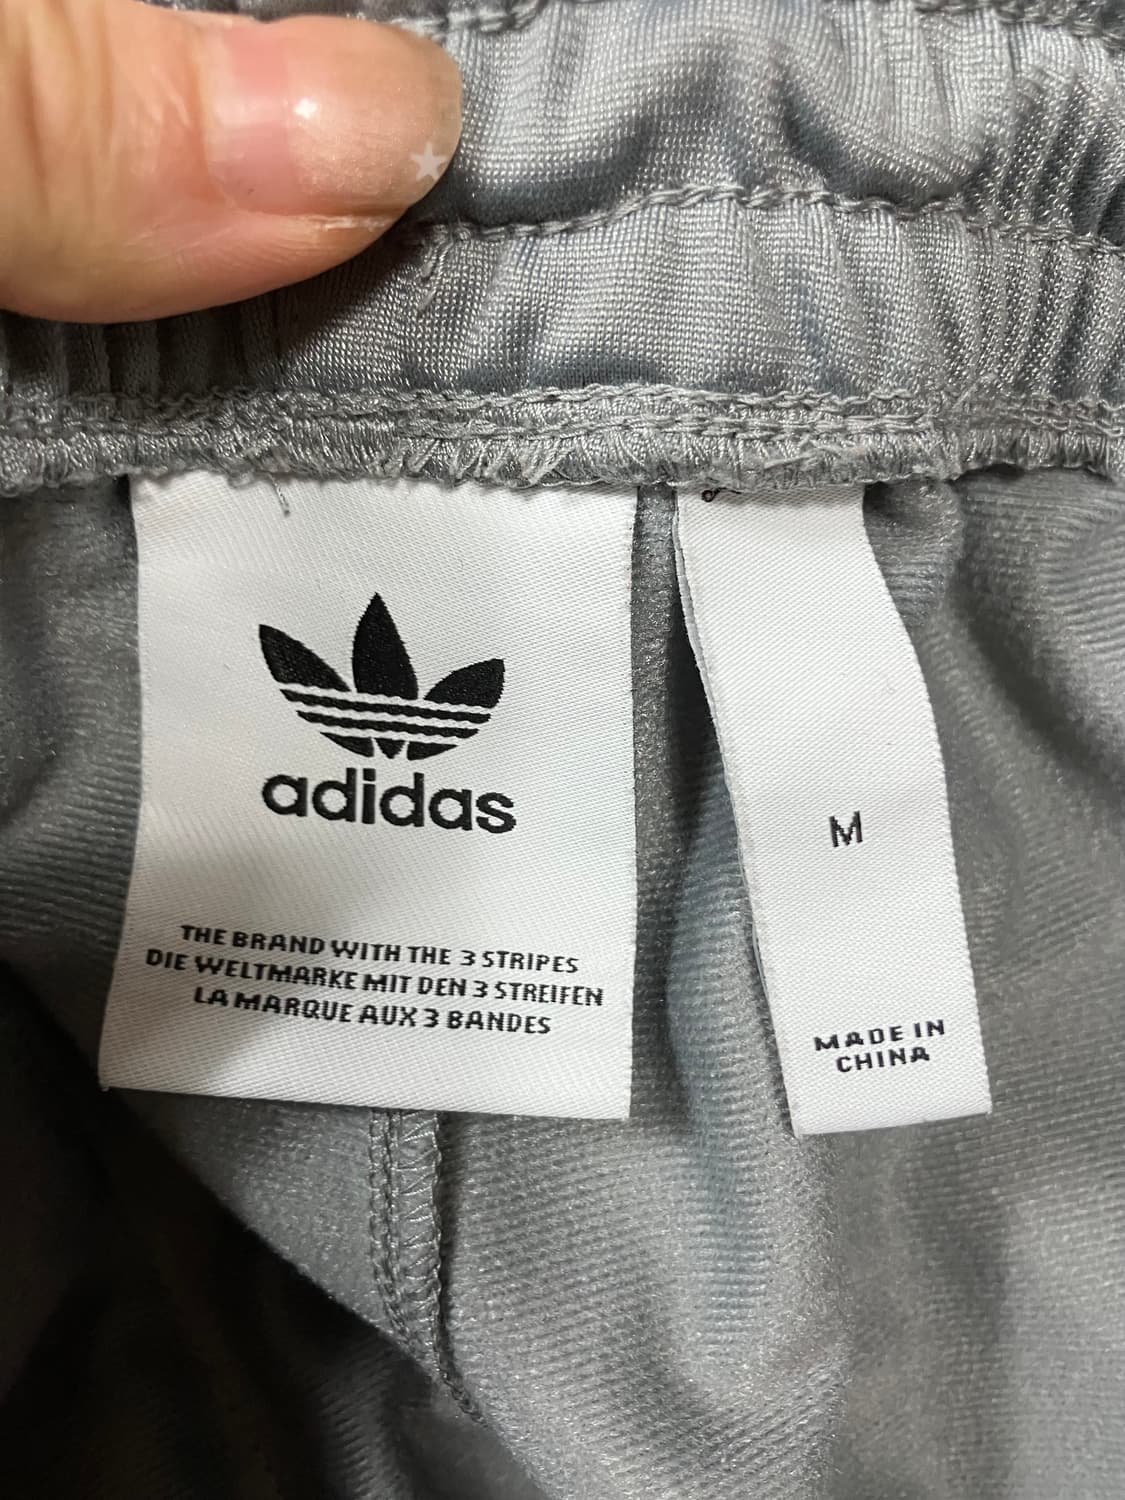 adidas
THE BRAND WITH THE 3 STRIPES
DIE WELTMARKE MIT DEN 3 STREIFEN
LA MARQUE AUX 3 BANDES
M
MADE IN
CHINA